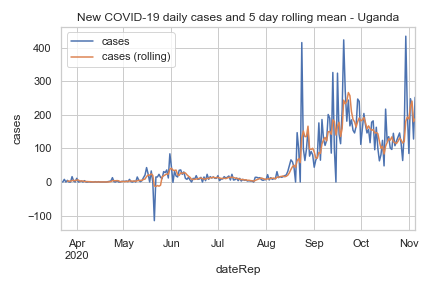 New COVID-19 daily cases and 5 day rolling mean - Uganda
cases
cases (rolling)
400
300
200
100
0
−100
cases
Apr May Jun Jul Aug Sep Oct Nov
2020
dateRep